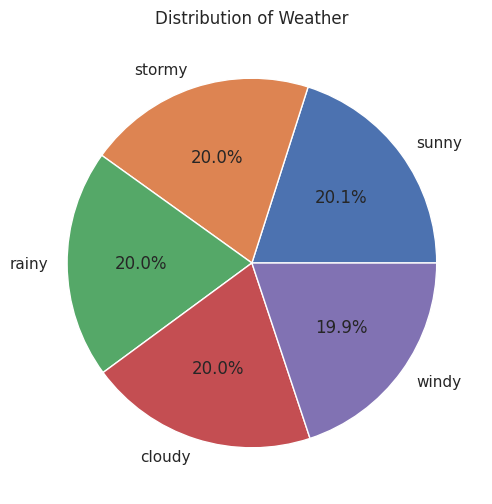 Distribution of Weather
stormy
sunny
20.0%
20.1%
rainy
20.0%
19.9%
20.0%
windy
cloudy